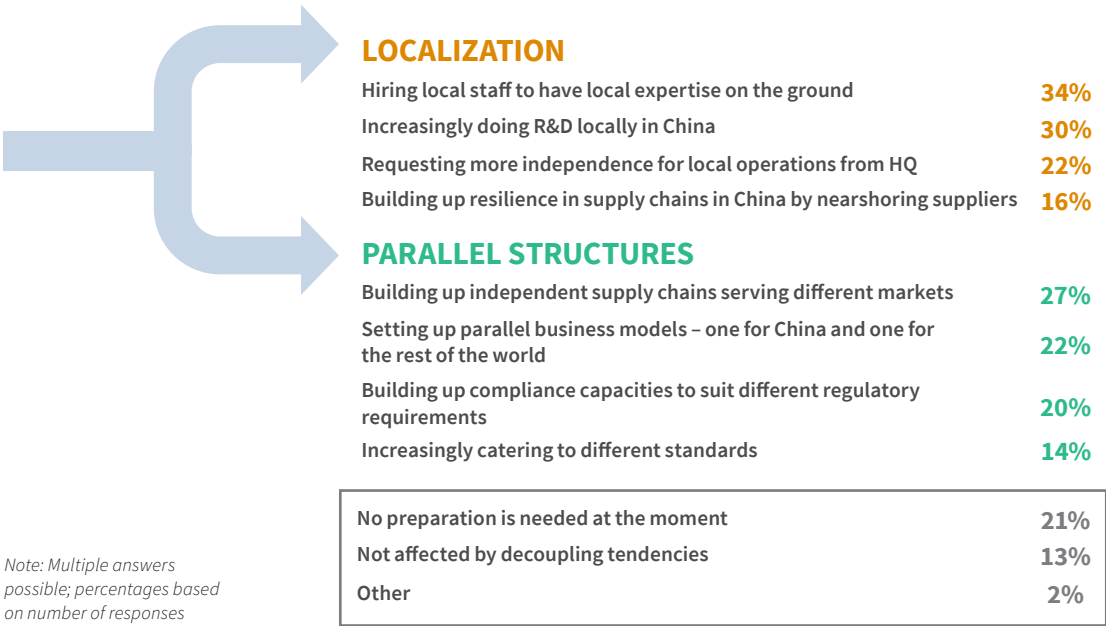 LOCALIZATION
Hiring local staff to have local expertise on the ground 34%
Increasingly doing R&D locally in China 30%
Requesting more independence for local operations from HQ 22%
Building up resilience in supply chains in China by nearshoring suppliers 16%
PARALLEL STRUCTURES
Building up independent supply chains serving different markets 27%
Setting up parallel business models – one for China and one for
the rest of the world 22%
Building up compliance capacities to suit different regulatory
requirements 20%
Increasingly catering to different standards 14%
No preparation is needed at the moment 21%
Not affected by decoupling tendencies 13%
Other 2%
Note: Multiple answers
possible; percentages based
on number of responses